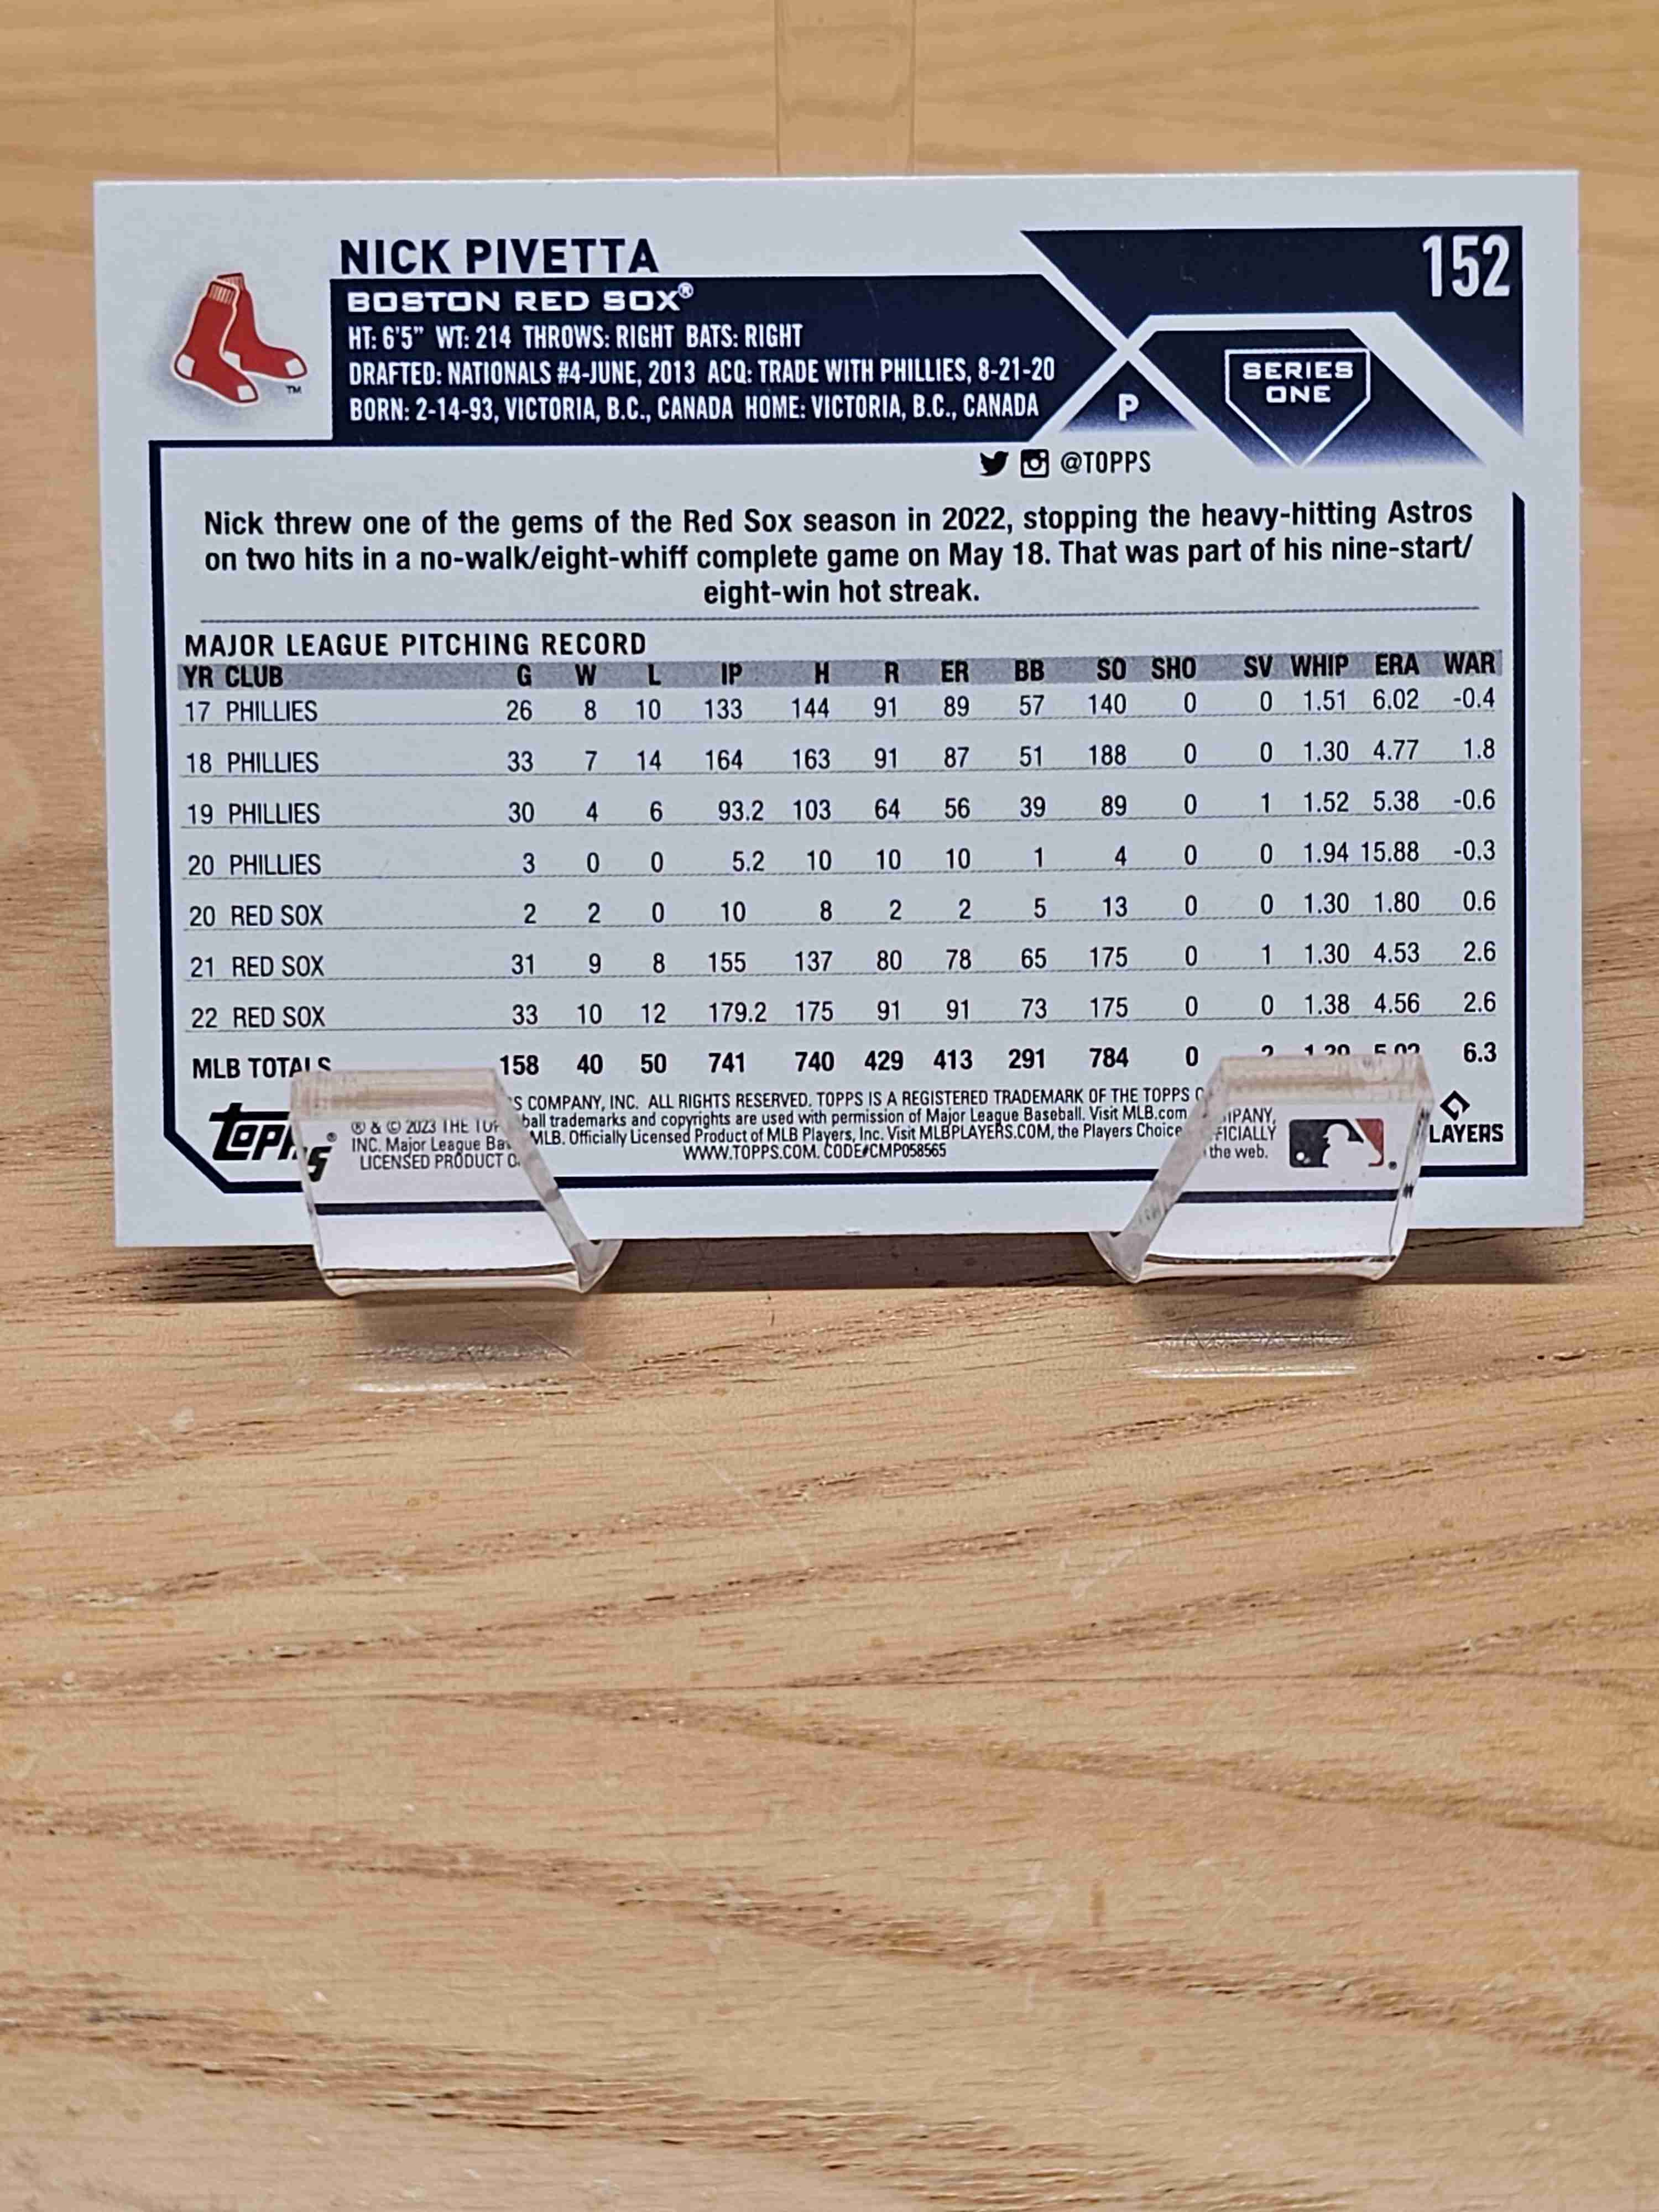 NICK PIVETTA
152
BOSTON RED SOX®
HT: 6'5" WT: 214 THROWS: RIGHT BATS: RIGHT
DRAFTED: NATIONALS #4-JUNE, 2013 ACQ: TRADE WITH PHILLIES, 8-21-20
BORN: 2-14-93, VICTORIA, B.C., CANADA HOME: VICTORIA, B.C., CANADA
P
SERIES
ONE
TM
@TOPPS
Nick threw one of the gems of the Red Sox season in 2022, stopping the heavy-hitting Astros
on two hits in a no-walk/eight-whiff complete game on May 18. That was part of his nine-start/
eight-win hot streak.
MAJOR LEAGUE PITCHING RECORD
YR CLUB G W L IP H R ER BB SO SHO SV WHIP ERA WAR
17 PHILLIES 26 8 10 133 144 91 89 57 140 0 0 1.51 6.02 -0.4
18 PHILLIES 33 7 14 164 163 91 87 51 188 0 0 1.30 4.77 1.8
19 PHILLIES 30 4 6 93.2 103 64 56 39 89 0 1 1.52 5.38 -0.6
20 PHILLIES 3 0 0 5.2 10 10 10 1 4 0 0 1.94 15.88 -0.3
20 RED SOX 2 2 0 10 8 2 2 5 13 0 0 1.30 1.80 0.6
21 RED SOX 31 9 8 155 137 80 78 65 175 0 1 1.30 4.53 2.6
22 RED SOX 33 10 12 179.2 175 91 91 73 175 0 0 1.38 4.56 2.6
MLB TOTALS 158 40 50 741 740 429 413 291 784 0 2 1.39 5.02 6.3
Topps®
® & © 2023 THE TOPPS COMPANY, INC. ALL RIGHTS RESERVED. TOPPS IS A REGISTERED TRADEMARK OF THE TOPPS COMPANY,
INC. Major League Baseball trademarks and copyrights are used with permission of Major League Baseball. Visit MLB.com
LICENSED PRODUCT MLB. Officially Licensed Product of MLB Players, Inc. Visit MLBPLAYERS.COM, the Players Choice the web.
WWW.TOPPS.COM. CODE#CMP058565
LAYERS